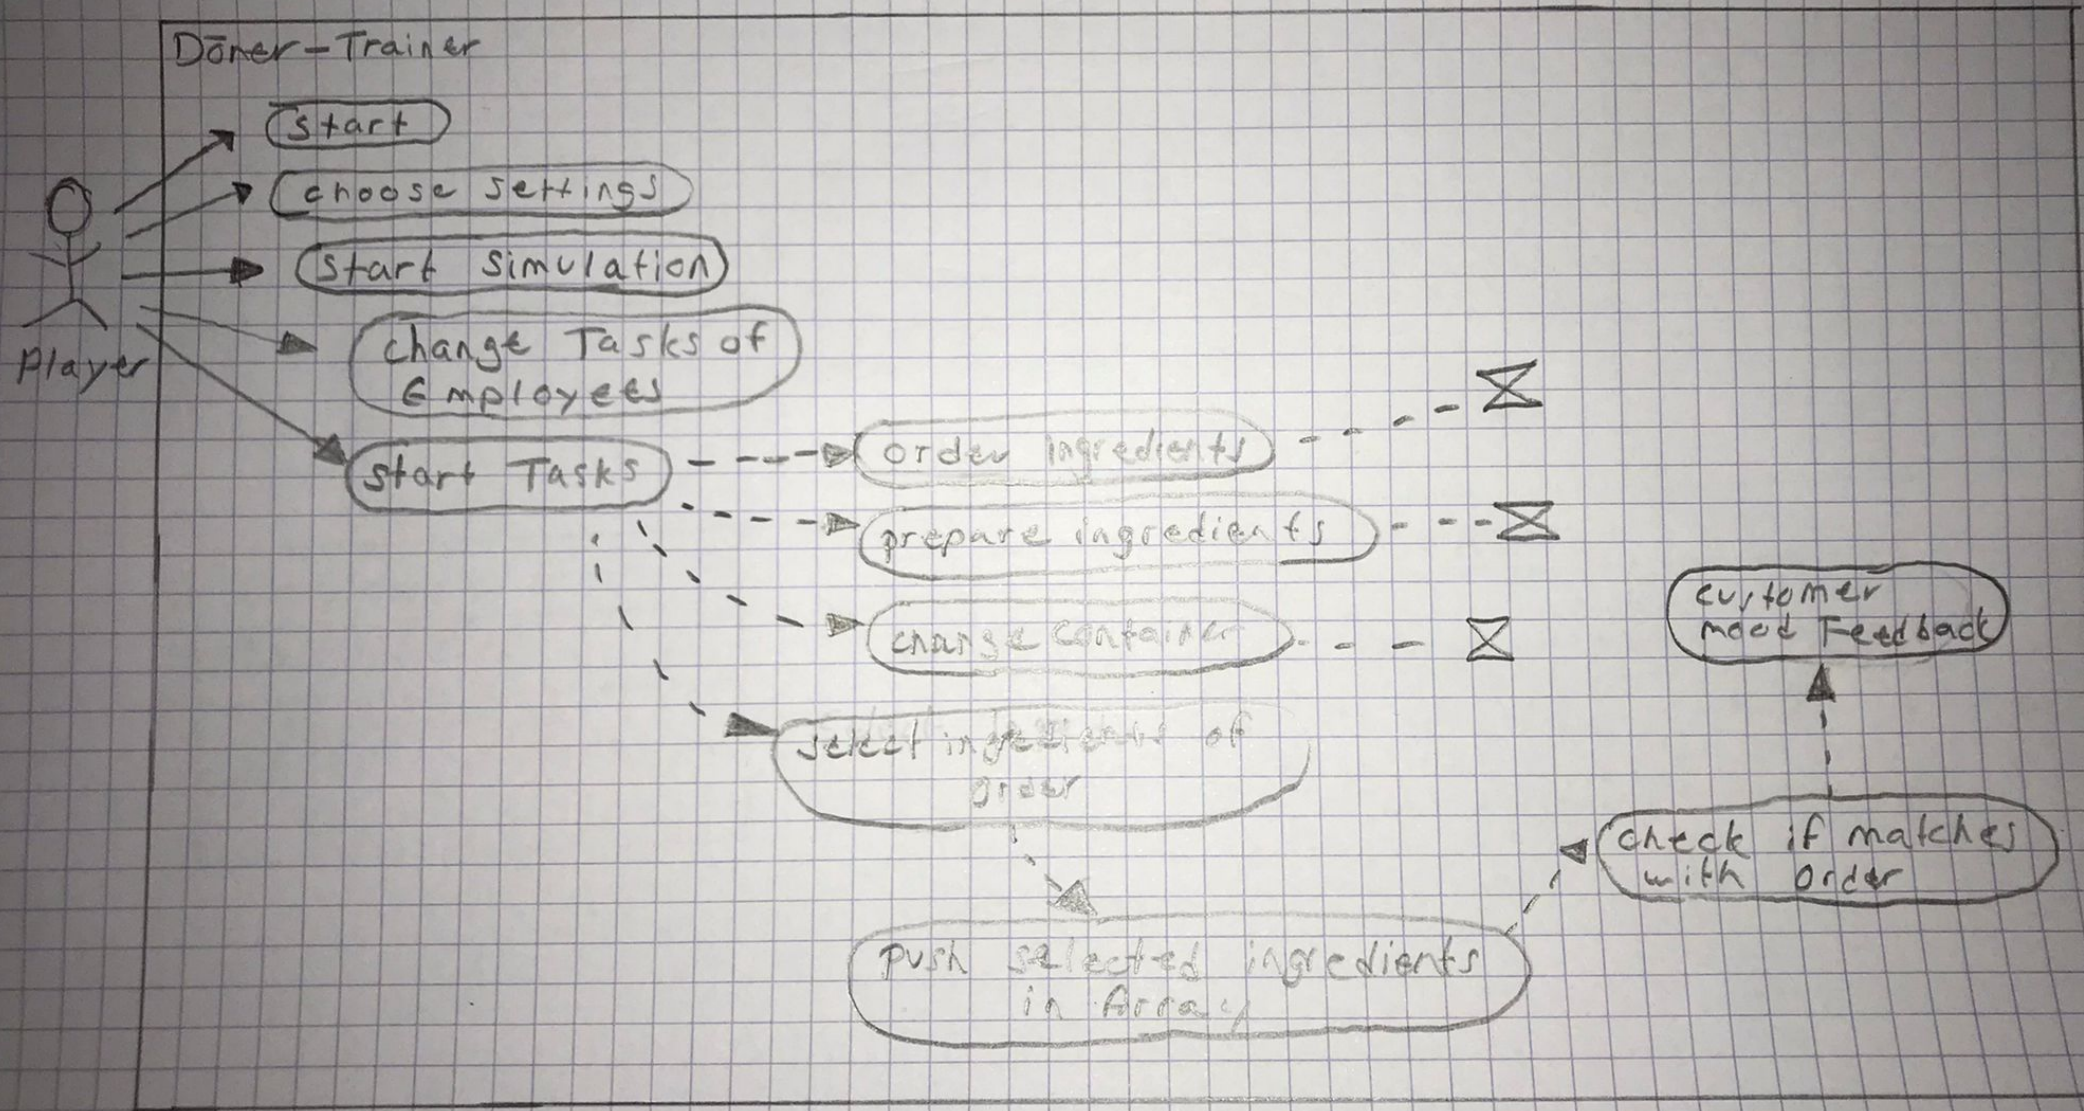 Döner-Trainer
start
choose settings
start simulation
Player
change Tasks of
Employees
start Tasks
order ingredients
prepare ingredients
change container
customer
mood Feedback
select ingredients of
order
check if matches
with order
push selected ingredients
in Array